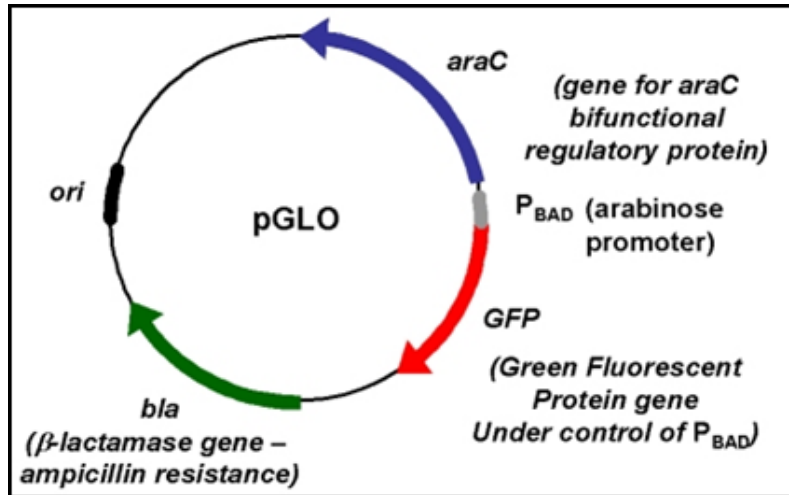 araC
(gene for araC
bifunctional
regulatory protein)
ori
pGLO
PBAD (arabinose
promoter)
GFP
(Green Fluorescent
Protein gene
Under control of PBAD)
bla
(β-lactamase gene –
ampicillin resistance)